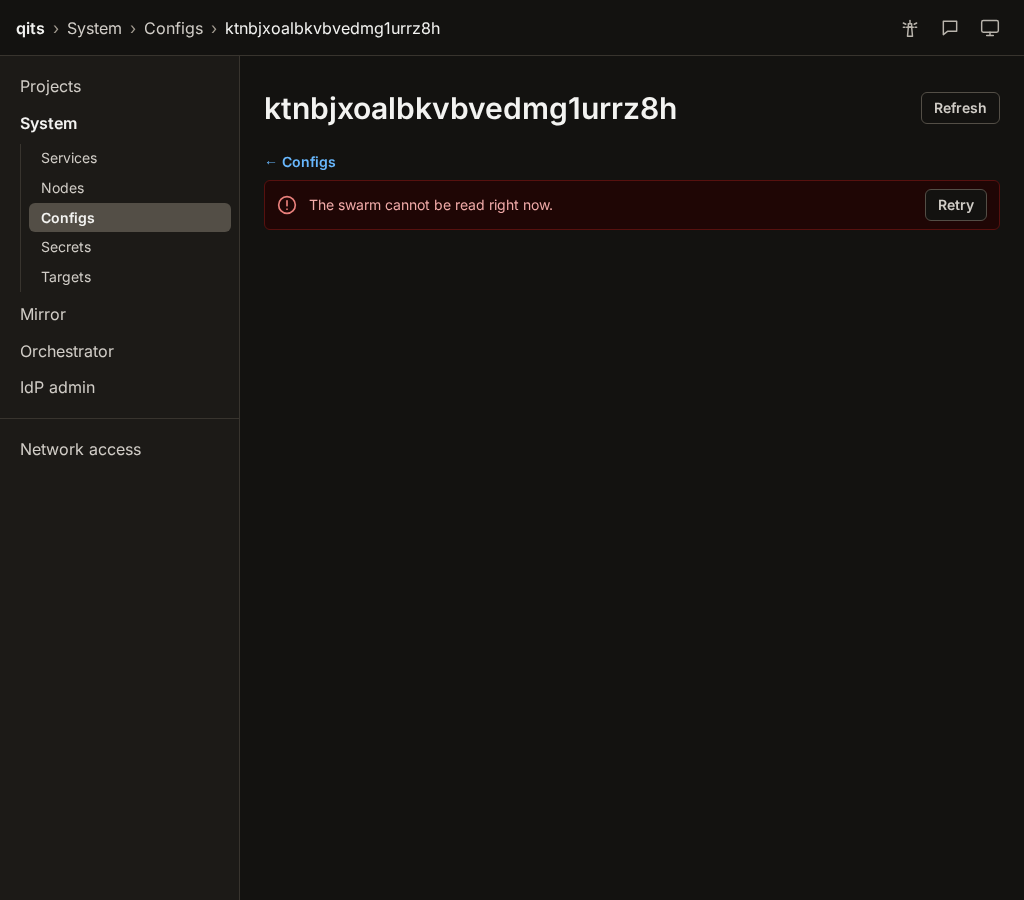 qits › System › Configs › ktnbjxoalbkvbvedmg1urrz8h
Projects
System
Services
Nodes
Configs
Secrets
Targets
Mirror
Orchestrator
IdP admin
Network access
ktnbjxoalbkvbvedmg1urrz8h
Refresh
← Configs
The swarm cannot be read right now.
Retry